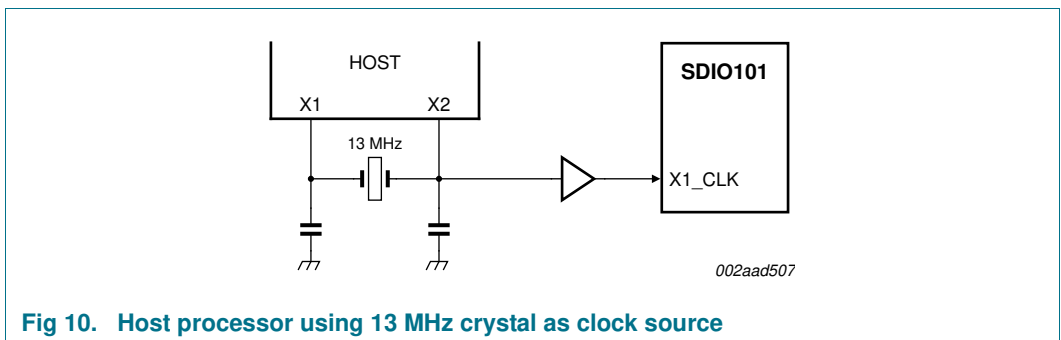 HOST
SDIO101
X1 X2
13 MHz
X1_CLK
002aad507
Fig 10. Host processor using 13 MHz crystal as clock source